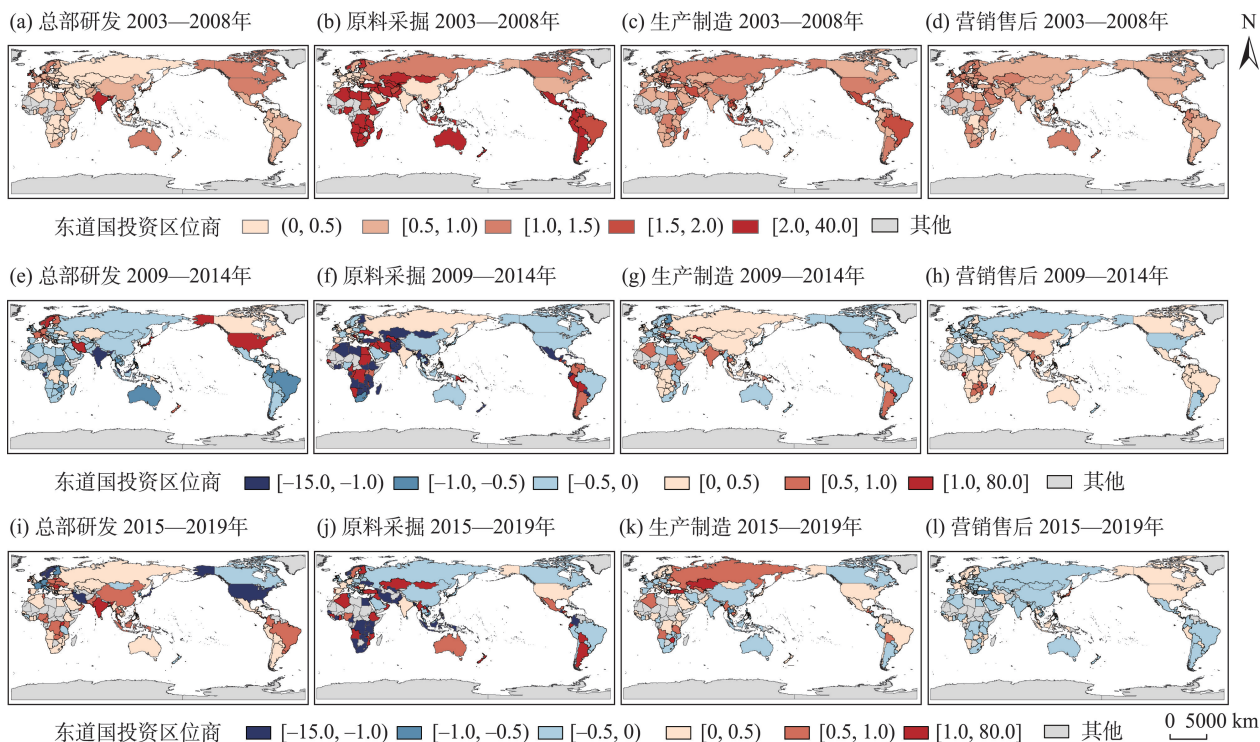 (a) 总部研发 2003—2008年 (b) 原料采掘 2003—2008年 (c) 生产制造 2003—2008年 (d) 营销售后 2003—2008年 N
东道国投资区位商 (0, 0.5) [0.5, 1.0) [1.0, 1.5) [1.5, 2.0) [2.0, 40.0] 其他
(e) 总部研发 2009—2014年 (f) 原料采掘 2009—2014年 (g) 生产制造 2009—2014年 (h) 营销售后 2009—2014年
东道国投资区位商 [–15.0, –1.0) [–1.0, –0.5) [–0.5, 0) [0, 0.5) [0.5, 1.0) [1.0, 80.0] 其他
(i) 总部研发 2015—2019年 (j) 原料采掘 2015—2019年 (k) 生产制造 2015—2019年 (l) 营销售后 2015—2019年
东道国投资区位商 [–15.0, –1.0) [–1.0, –0.5) [–0.5, 0) [0, 0.5) [0.5, 1.0) [1.0, 80.0] 其他 0 5000 km